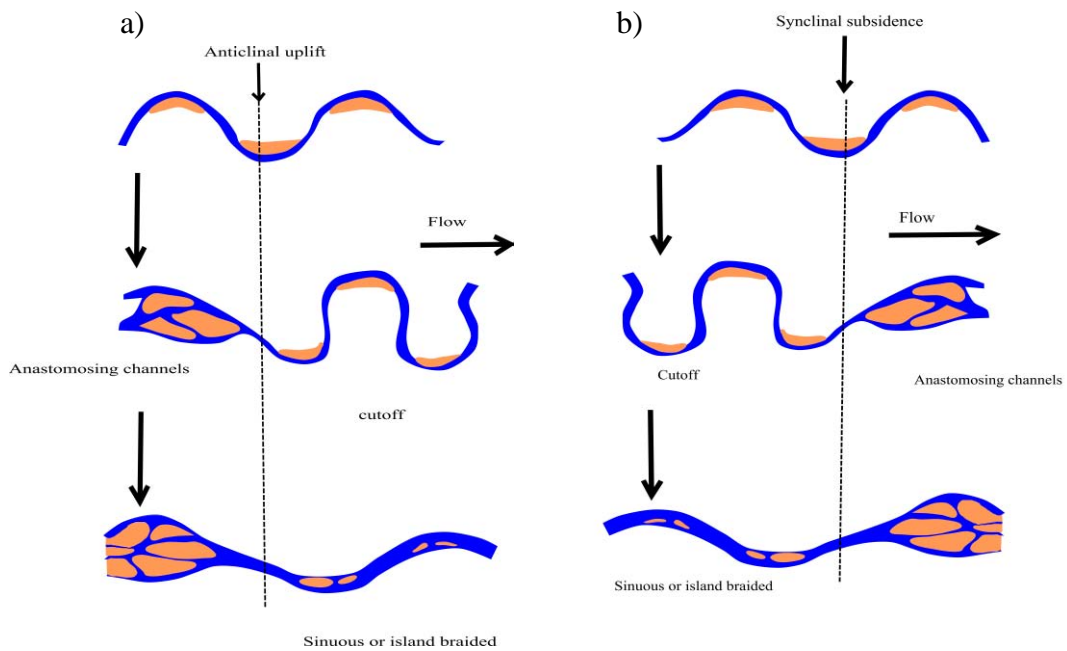 a)
Anticlinal uplift
Flow
Anastomosing channels
cutoff
Sinuous or island braided
b)
Synclinal subsidence
Flow
Cutoff
Anastomosing channels
Sinuous or island braided